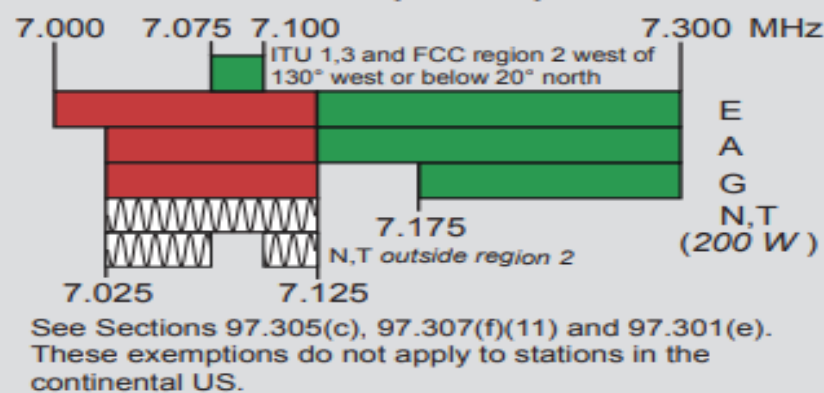 7.000 7.075 7.100 7.300 MHz
ITU 1,3 and FCC region 2 west of
130° west or below 20° north
E
A
G
N,T
(200 W)
7.175
N,T outside region 2
7.025 7.125
See Sections 97.305(c), 97.307(f)(11) and 97.301(e).
These exemptions do not apply to stations in the
continental US.